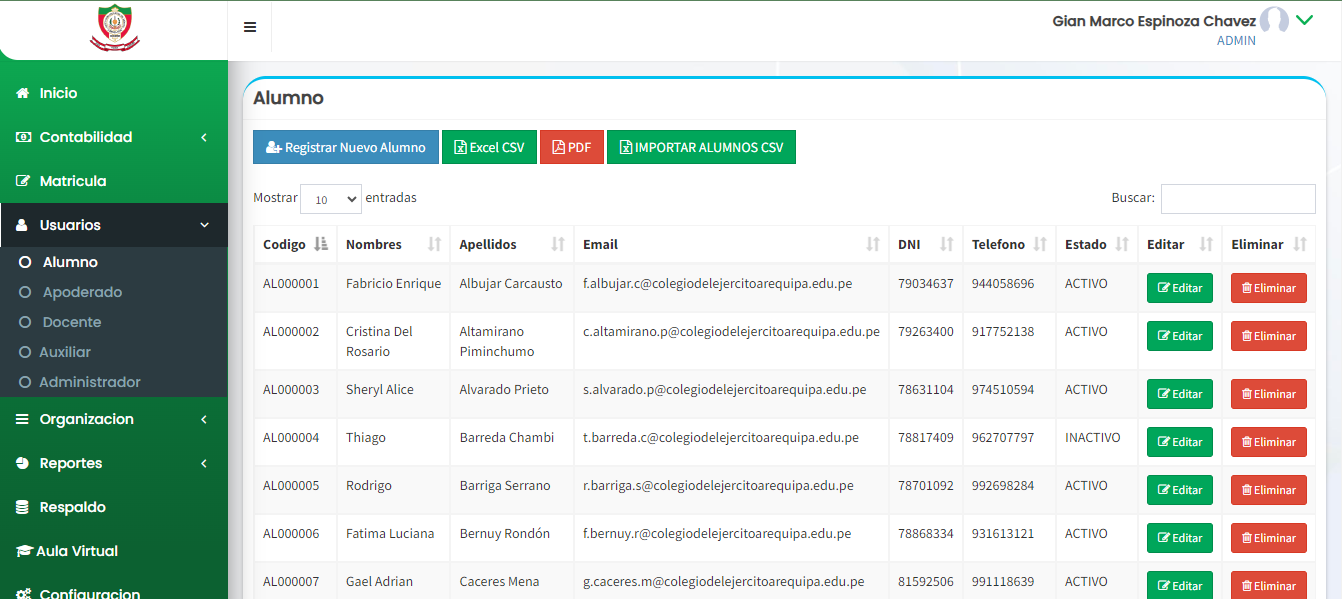 Gian Marco Espinoza Chavez
ADMIN
Inicio
Contabilidad
Matricula
Usuarios
Alumno
Apoderado
Docente
Auxiliar
Administrador
Organizacion
Reportes
Respaldo
Aula Virtual
Configuracion
Alumno
Registrar Nuevo Alumno Excel CSV PDF IMPORTAR ALUMNOS CSV
Mostrar 10 entradas Buscar:
Codigo Nombres Apellidos Email DNI Telefono Estado Editar Eliminar
AL000001 Fabricio Enrique Albujar Carcausto f.albujar.c@colegiodelejercitoarequipa.edu.pe 79034637 944058696 ACTIVO Editar Eliminar
AL000002 Cristina Del Altamirano c.altamirano.p@colegiodelejercitoarequipa.edu.pe 79263400 917752138 ACTIVO Editar Eliminar
Rosario Piminchumo
AL000003 Sheryl Alice Alvarado Prieto s.alvarado.p@colegiodelejercitoarequipa.edu.pe 78631104 974510594 ACTIVO Editar Eliminar
AL000004 Thiago Barreda Chambi t.barreda.c@colegiodelejercitoarequipa.edu.pe 78817409 962707797 INACTIVO Editar Eliminar
AL000005 Rodrigo Barriga Serrano r.barriga.s@colegiodelejercitoarequipa.edu.pe 78701092 992698284 ACTIVO Editar Eliminar
AL000006 Fatima Luciana Bernuy Rondón f.bernuy.r@colegiodelejercitoarequipa.edu.pe 78868334 931613121 ACTIVO Editar Eliminar
AL000007 Gael Adrian Caceres Mena g.caceres.m@colegiodelejercitoarequipa.edu.pe 81592506 991118639 ACTIVO Editar Eliminar